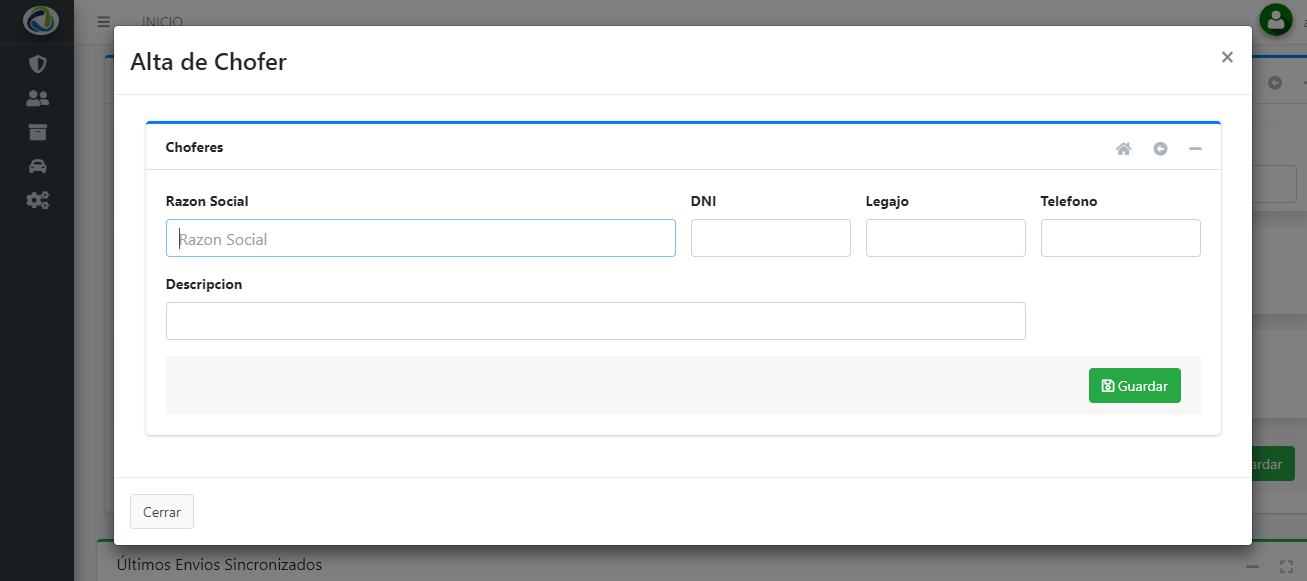 INICIO
Alta de Chofer
×
Choferes
Razon Social DNI Legajo Telefono
Razon Social
Descripcion
Guardar
ardar
Cerrar
Últimos Envios Sincronizados